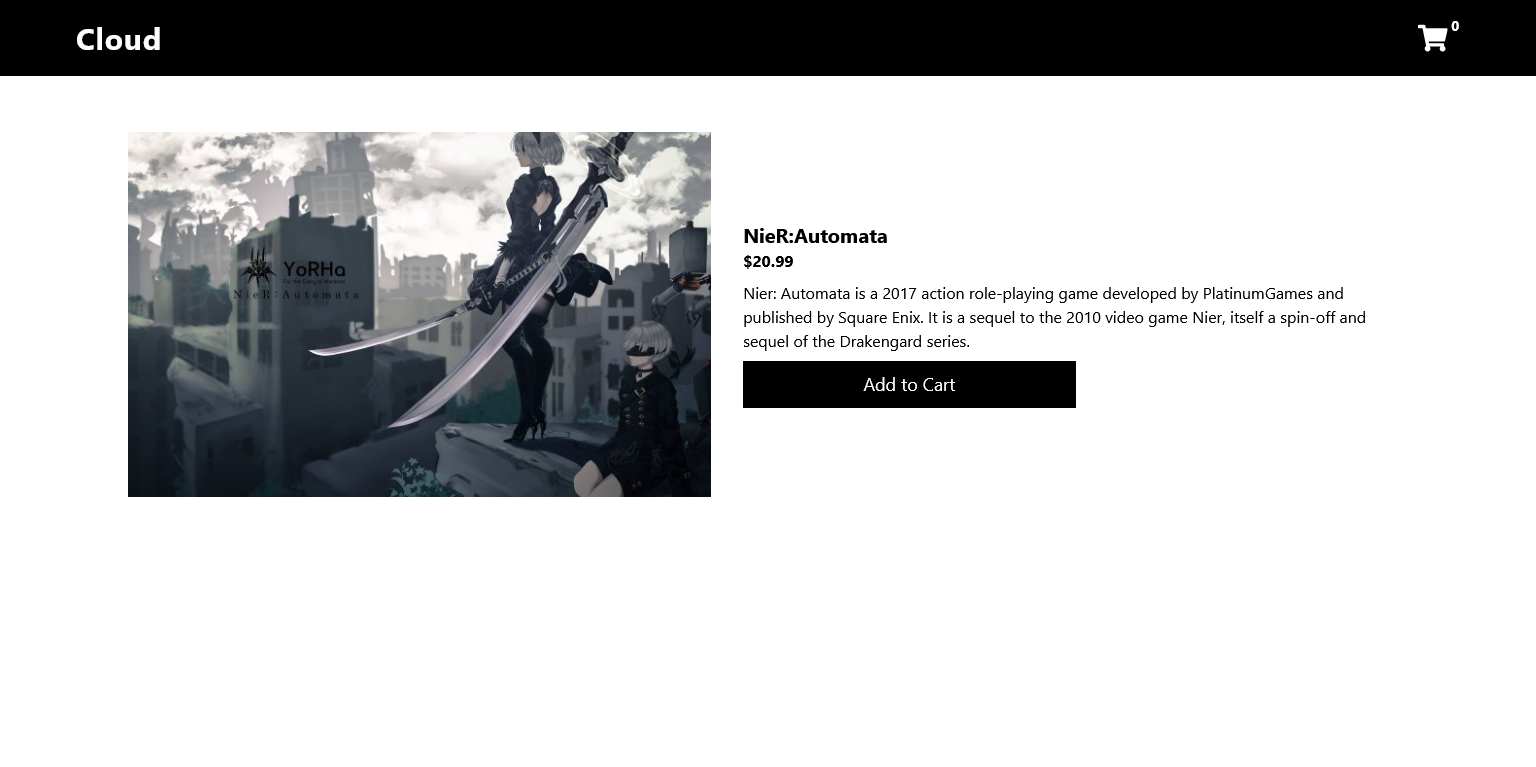 Cloud
0
YoRHa
For the Glory of Mankind
NieR:Automata
NieR:Automata
$20.99
Nier: Automata is a 2017 action role-playing game developed by PlatinumGames and
published by Square Enix. It is a sequel to the 2010 video game Nier, itself a spin-off and
sequel of the Drakengard series.
Add to Cart